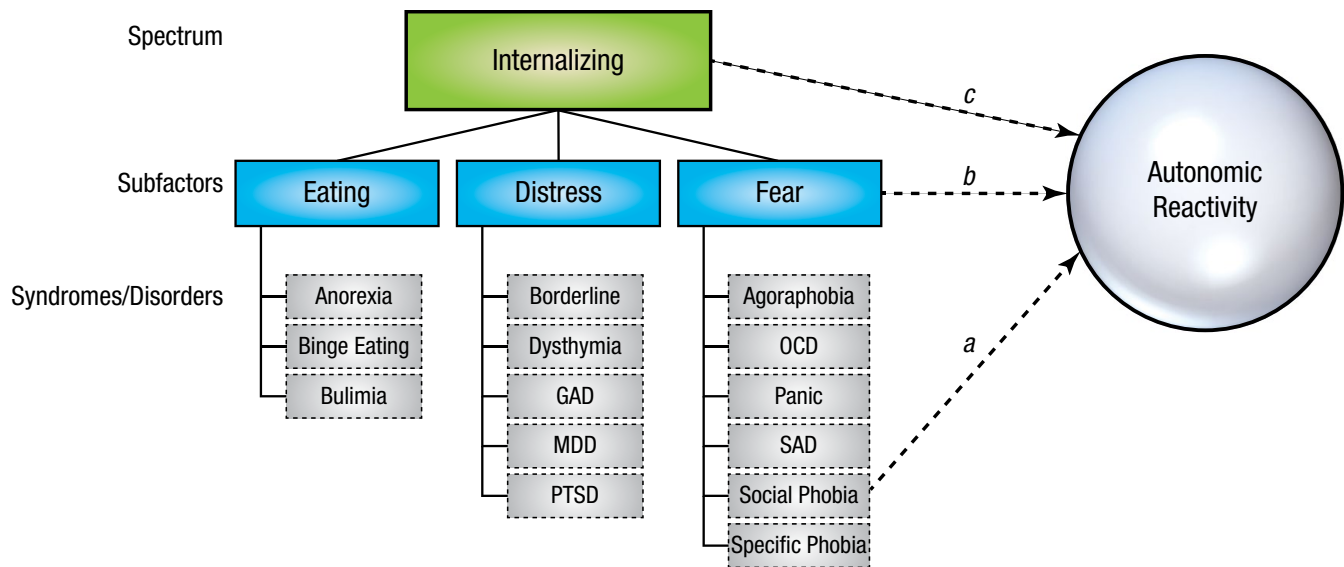 Spectrum
Internalizing
c
Subfactors
Eating
Distress
Fear
b
Autonomic
Reactivity
Syndromes/Disorders
Anorexia
Binge Eating
Bulimia
Borderline
Dysthymia
GAD
MDD
PTSD
Agoraphobia
OCD
Panic
SAD
Social Phobia
Specific Phobia
a